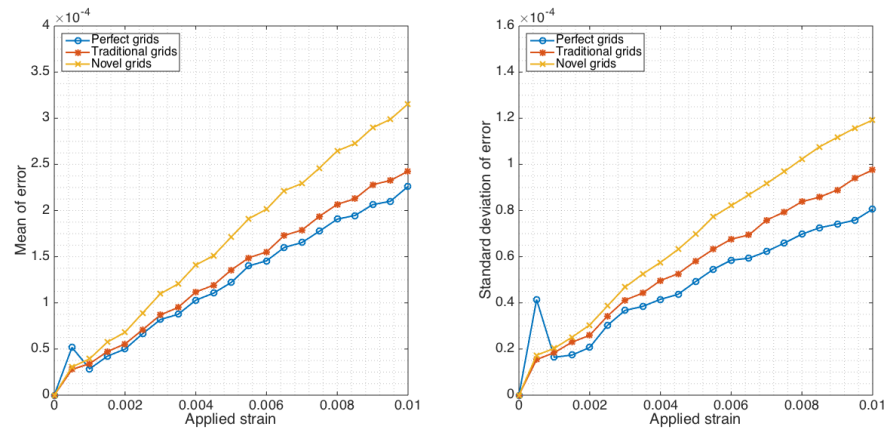 ×10⁻⁴
4
3.5
3
2.5
2
1.5
1
0.5
0
Mean of error
Perfect grids
Traditional grids
Novel grids
0 0.002 0.004 0.006 0.008 0.01
Applied strain
×10⁻⁴
1.6
1.4
1.2
1
0.8
0.6
0.4
0.2
0
Standard deviation of error
Perfect grids
Traditional grids
Novel grids
0 0.002 0.004 0.006 0.008 0.01
Applied strain